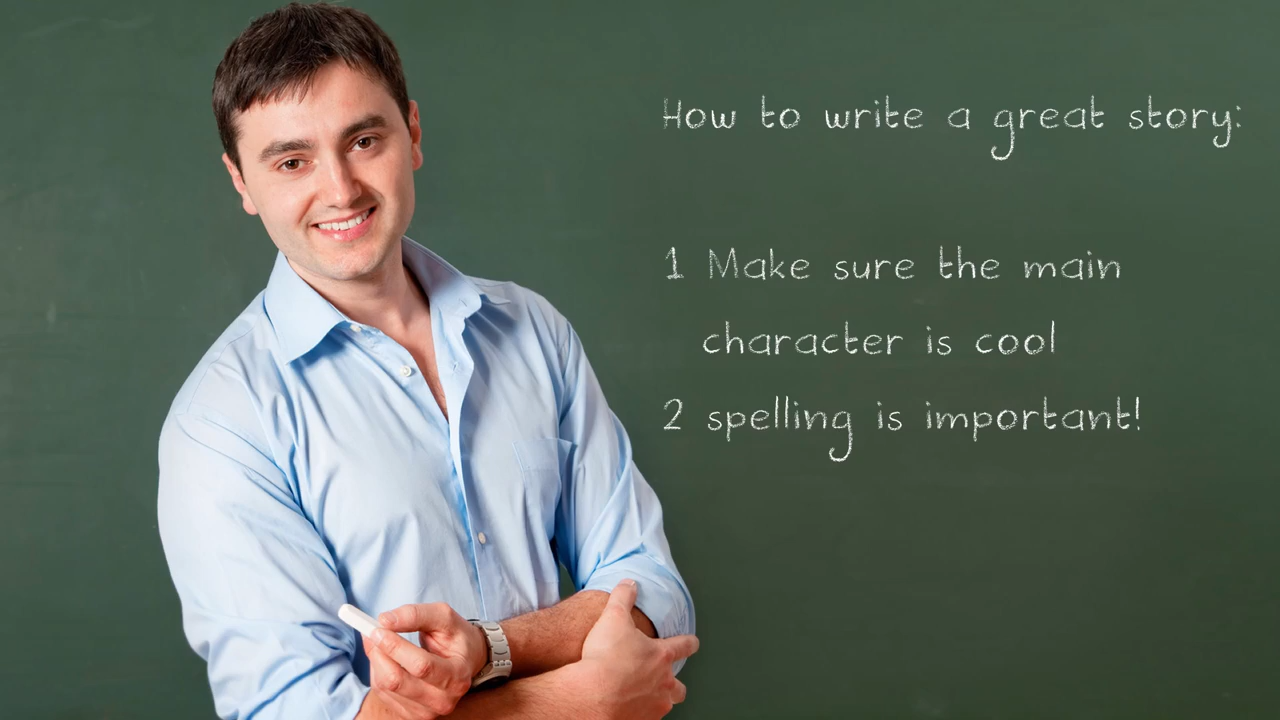 How to write a great story:
1 Make sure the main
character is cool
2 spelling is important!